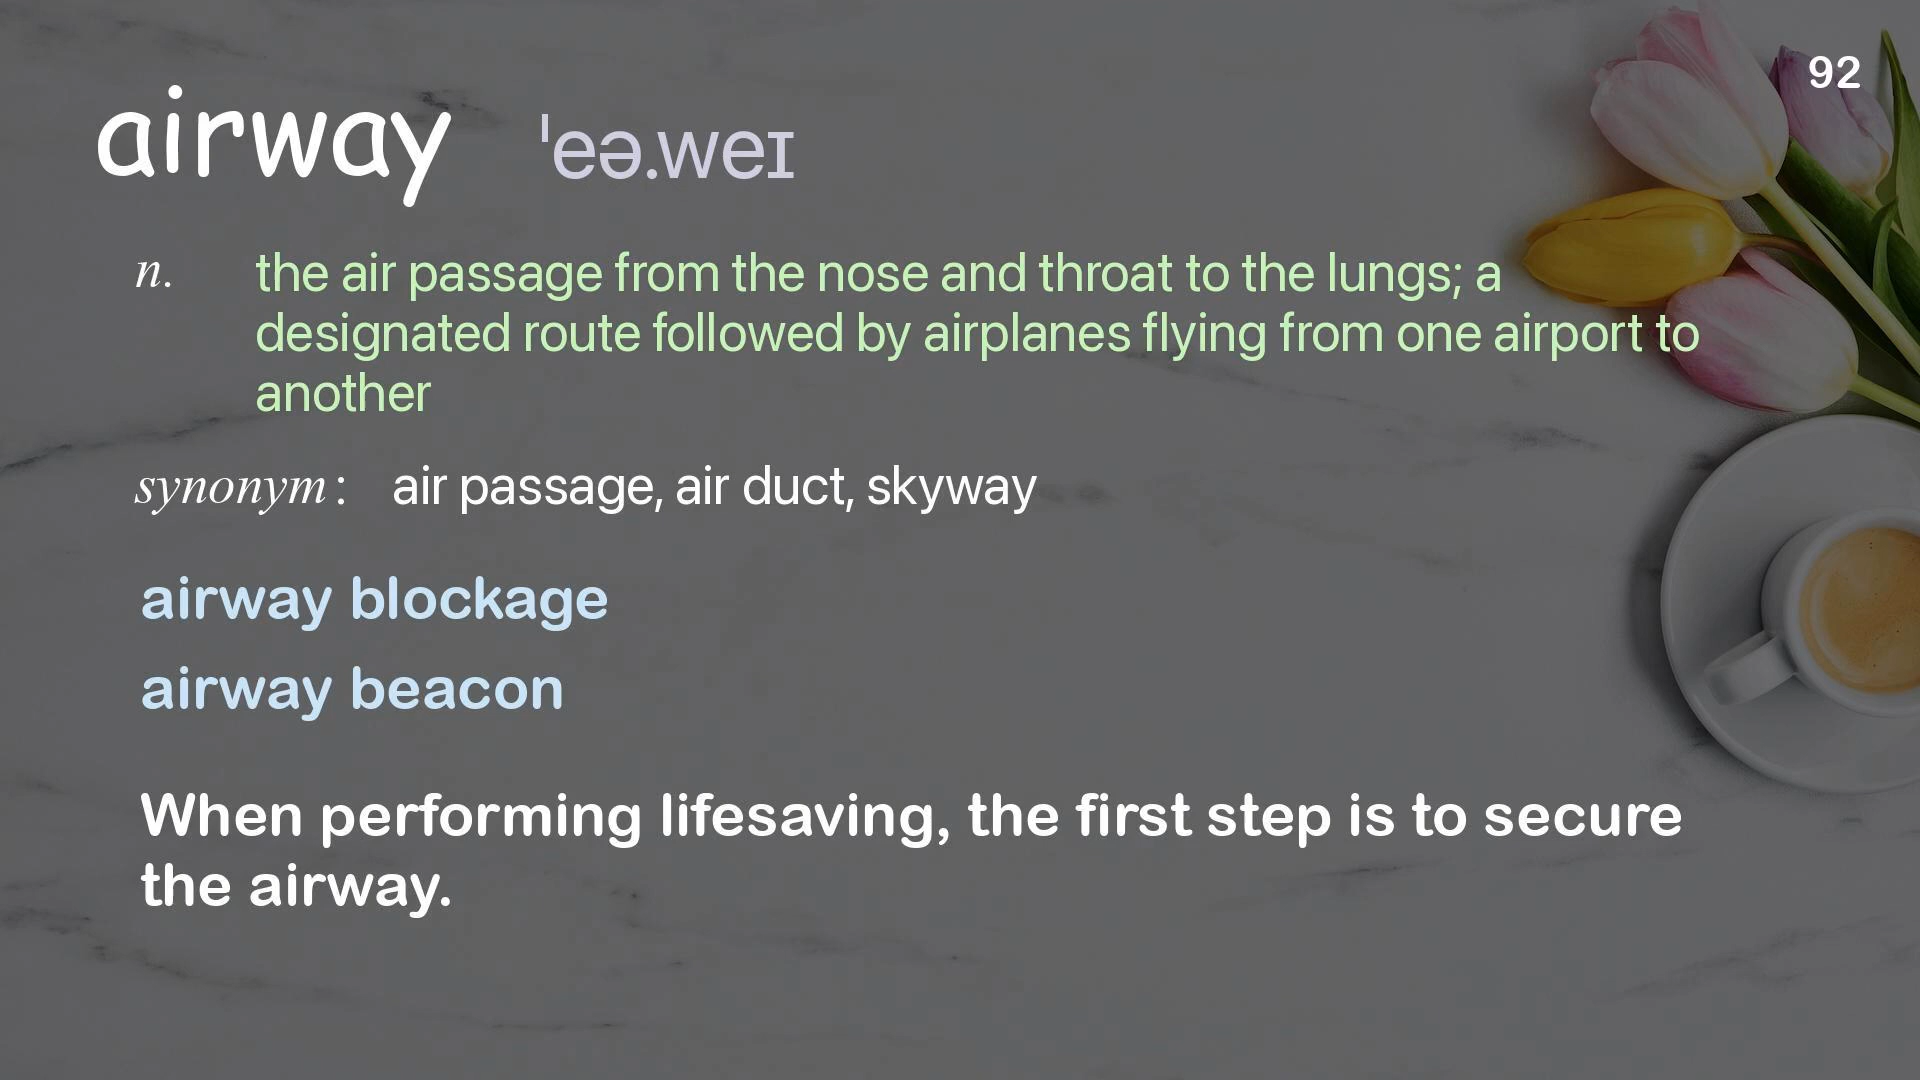 92
airway ˈeə.weɪ
n. the air passage from the nose and throat to the lungs; a
designated route followed by airplanes flying from one airport to
another
synonym: air passage, air duct, skyway
airway blockage
airway beacon
When performing lifesaving, the first step is to secure
the airway.